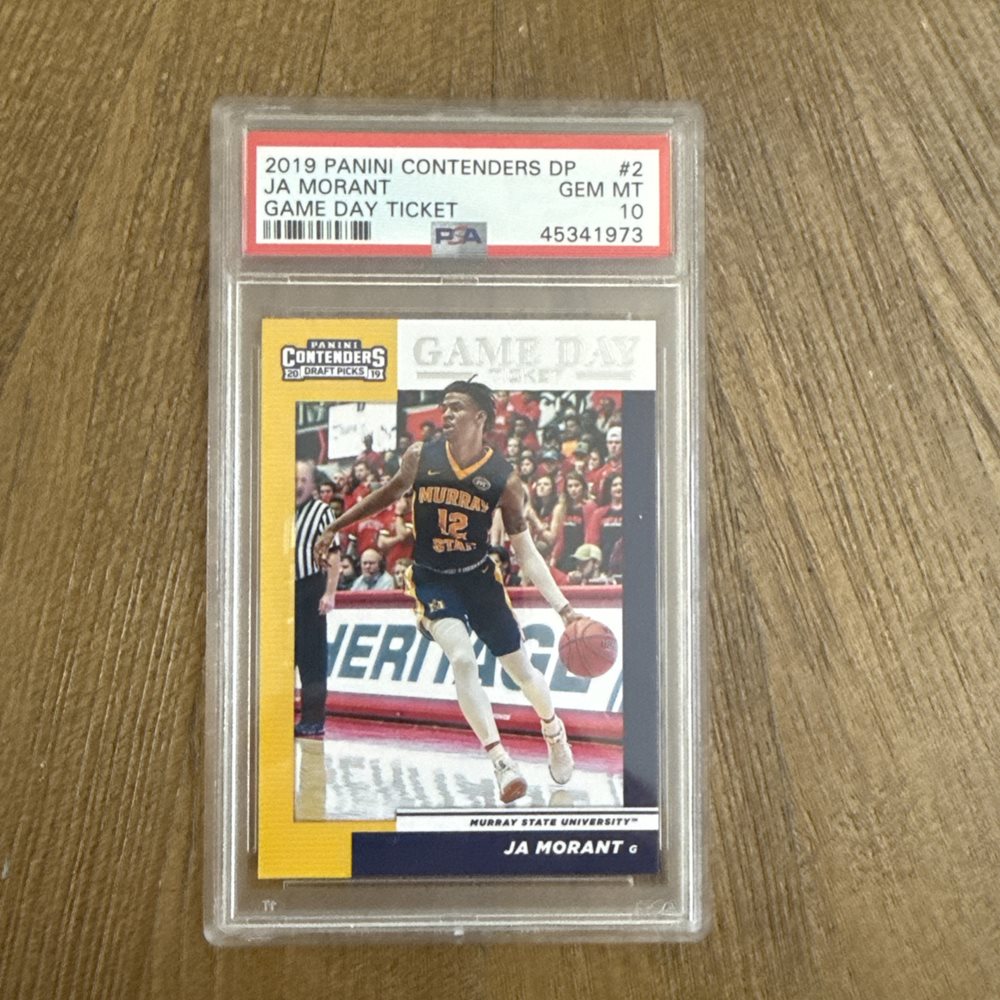 2019 PANINI CONTENDERS DP #2
JA MORANT GEM MT
GAME DAY TICKET 10
PSA 45341973
PANINI
CONTENDERS
20 DRAFT PICKS 19
GAME DAY
TICKET
MURRAY
12
STATE
HERITAGE
MURRAY STATE UNIVERSITY™
JA MORANT G